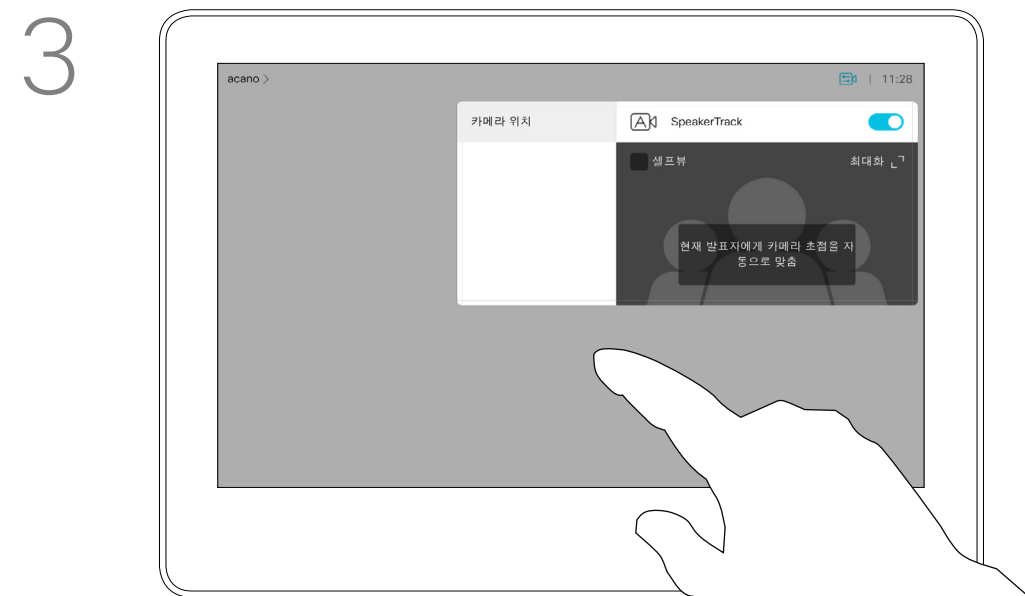 3
acano >
11:28
카메라 위치
SpeakerTrack
셀프뷰
최대화
현재 발표자에게 카메라 초점을 자
동으로 맞춤